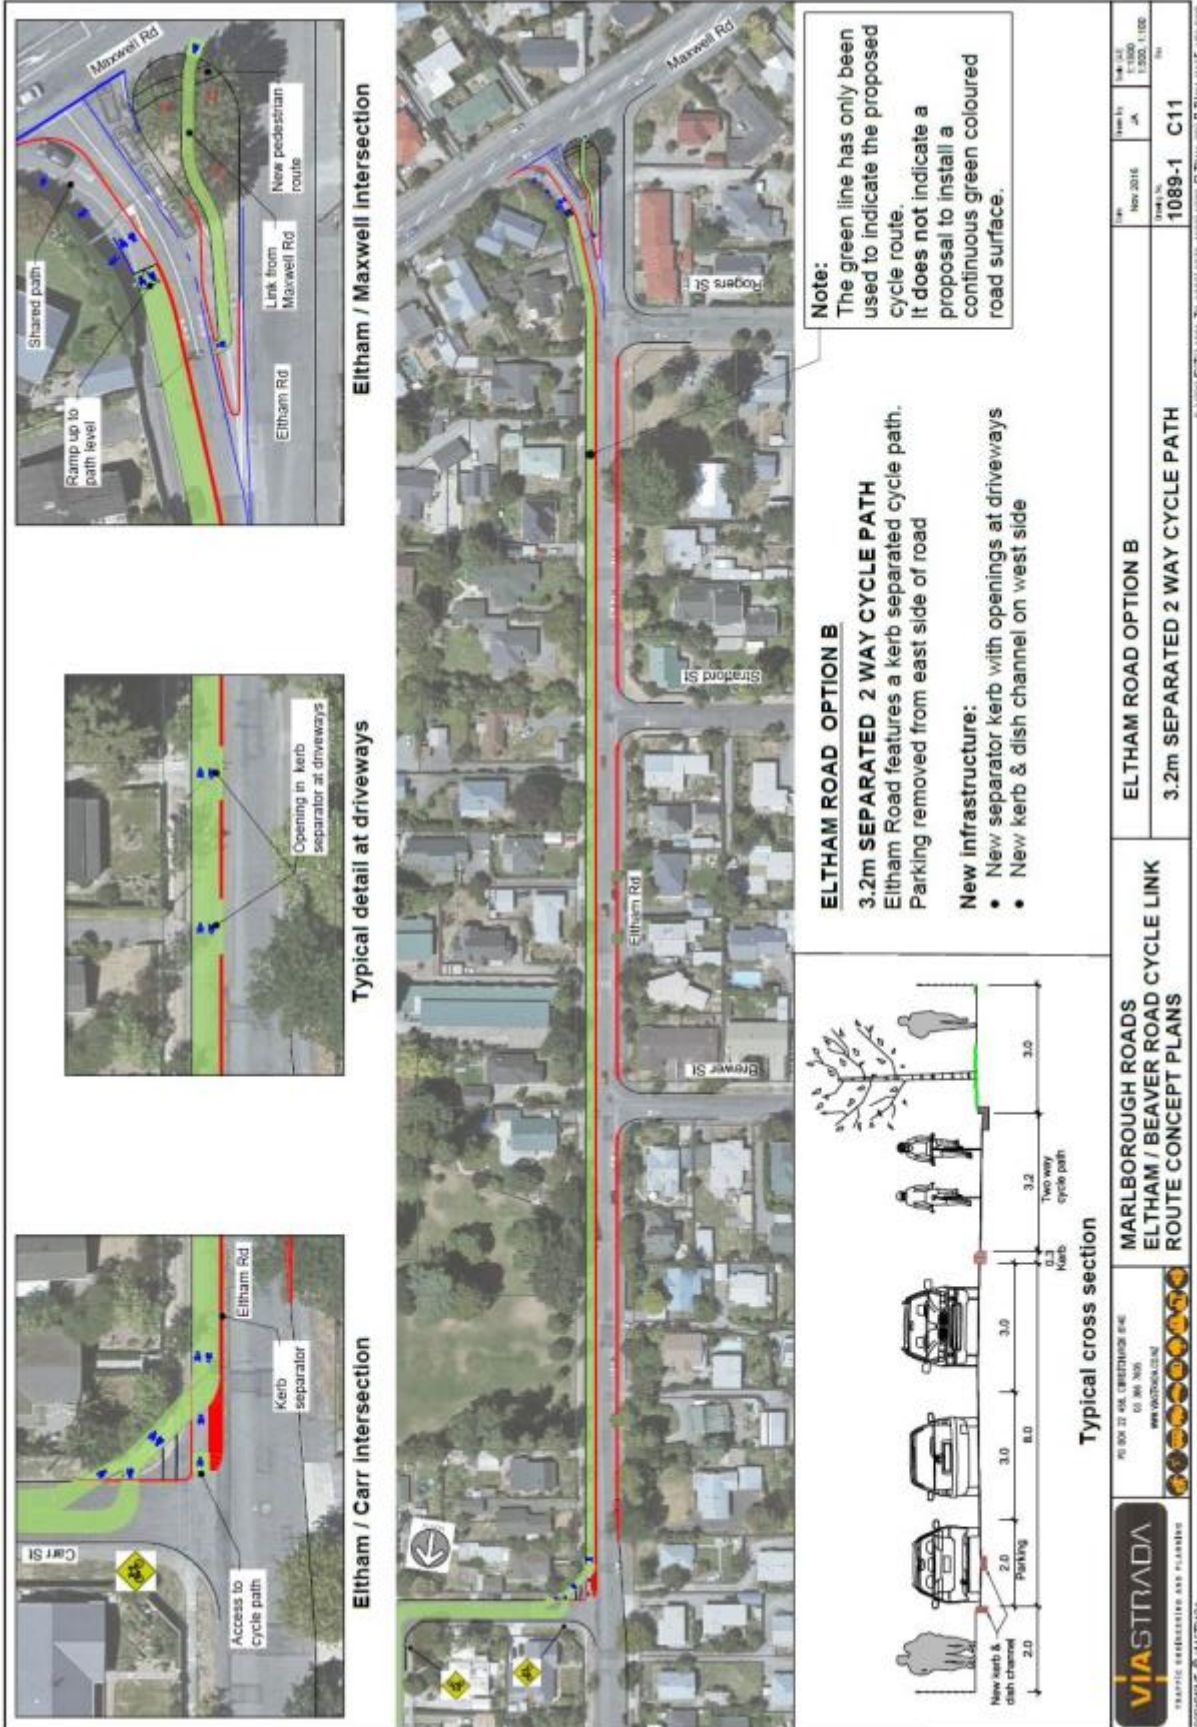 Maxwell Rd
Shared path
Ramp up to
path level
New pedestrian
route
Link from
Maxwell Rd
Eltham Rd
Eltham / Maxwell intersection
Opening in kerb
separator at driveways
Typical detail at driveways
Carr St
Access to
cycle path
Eltham Rd
Kerb
separator
Eltham / Carr intersection
Maxwell Rd
Rogers St
Stratford St
Eltham Rd
Brewer St
New kerb &
dish channel
2.0
2.0
Parking
3.0
8.0
3.0
0.3
Kerb
3.2
Two way
cycle path
3.0
Typical cross section
ELTHAM ROAD OPTION B
3.2m SEPARATED 2 WAY CYCLE PATH
Eltham Road features a kerb separated cycle path.
Parking removed from east side of road
New infrastructure:
• New separator kerb with openings at driveways
• New kerb & dish channel on west side
Note:
The green line has only been
used to indicate the proposed
cycle route.
It does not indicate a
proposal to install a
continuous green coloured
road surface.
VIASTRADA
TRAFFIC ENGINEERING AND PLANNING
MARLBOROUGH ROADS
ELTHAM / BEAVER ROAD CYCLE LINK
ROUTE CONCEPT PLANS
ELTHAM ROAD OPTION B
3.2m SEPARATED 2 WAY CYCLE PATH
Nov 2016
JA
1089-1 C11